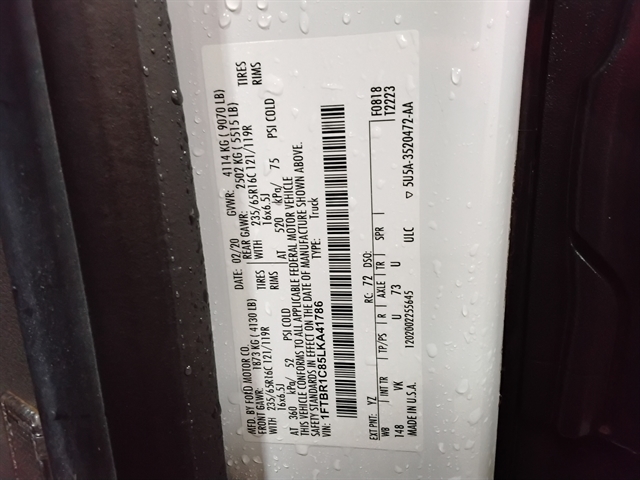 MFD. BY FORD MOTOR CO. 02/20 GVWR: 4114 KG ( 9070 LB)
FRONT GAWR: 1873 KG ( 4130 LB) REAR GAWR: 2502 KG ( 5515 LB)
WITH 235/65R16C 121/119R TIRES WITH 235/65R16C 121/119R TIRES
16x6.5J RIMS 16x6.5J RIMS
AT 360 kPa/ 52 PSI COLD AT 520 kPa/ 75 PSI COLD
THIS VEHICLE CONFORMS TO ALL APPLICABLE FEDERAL MOTOR VEHICLE
SAFETY STANDARDS IN EFFECT ON THE DATE OF MANUFACTURE SHOWN ABOVE.
VIN: 1FTBR1C85LKA41786 TYPE: Truck
F0818
T2223
EXT PNT: YZ RC: 72 DSO:
WB INT TR TP/PS R AXLE TR SPR
148 VK U 73 U
MADE IN U.S.A. 1202002255645 ULC ▽ 5U5A-3520472-AA